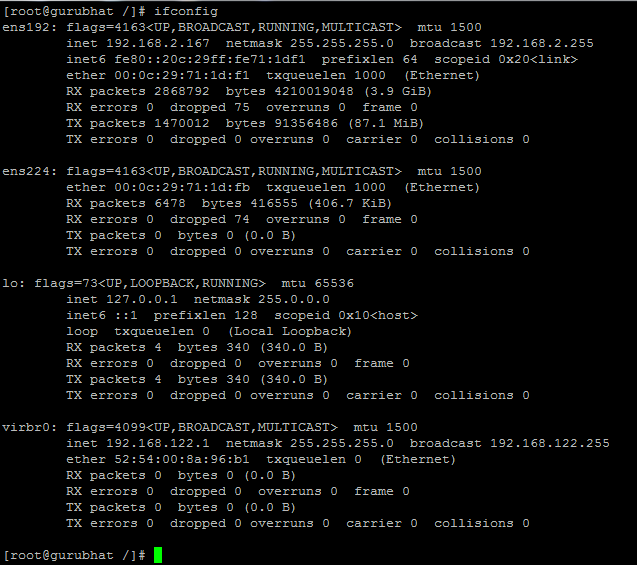 [root@gurubhat /]# ifconfig
ens192: flags=4163<UP,BROADCAST,RUNNING,MULTICAST>  mtu 1500
        inet 192.168.2.167  netmask 255.255.255.0  broadcast 192.168.2.255
        inet6 fe80::20c:29ff:fe71:1df1  prefixlen 64  scopeid 0x20<link>
        ether 00:0c:29:71:1d:f1  txqueuelen 1000  (Ethernet)
        RX packets 2868792  bytes 4210019048 (3.9 GiB)
        RX errors 0  dropped 75  overruns 0  frame 0
        TX packets 1470012  bytes 91356486 (87.1 MiB)
        TX errors 0  dropped 0 overruns 0  carrier 0  collisions 0

ens224: flags=4163<UP,BROADCAST,RUNNING,MULTICAST>  mtu 1500
        ether 00:0c:29:71:1d:fb  txqueuelen 1000  (Ethernet)
        RX packets 6478  bytes 416555 (406.7 KiB)
        RX errors 0  dropped 74  overruns 0  frame 0
        TX packets 0  bytes 0 (0.0 B)
        TX errors 0  dropped 0 overruns 0  carrier 0  collisions 0

lo: flags=73<UP,LOOPBACK,RUNNING>  mtu 65536
        inet 127.0.0.1  netmask 255.0.0.0
        inet6 ::1  prefixlen 128  scopeid 0x10<host>
        loop  txqueuelen 0  (Local Loopback)
        RX packets 4  bytes 340 (340.0 B)
        RX errors 0  dropped 0  overruns 0  frame 0
        TX packets 4  bytes 340 (340.0 B)
        TX errors 0  dropped 0 overruns 0  carrier 0  collisions 0

virbr0: flags=4099<UP,BROADCAST,MULTICAST>  mtu 1500
        inet 192.168.122.1  netmask 255.255.255.0  broadcast 192.168.122.255
        ether 52:54:00:8a:96:b1  txqueuelen 0  (Ethernet)
        RX packets 0  bytes 0 (0.0 B)
        RX errors 0  dropped 0  overruns 0  frame 0
        TX packets 0  bytes 0 (0.0 B)
        TX errors 0  dropped 0 overruns 0  carrier 0  collisions 0

[root@gurubhat /]#